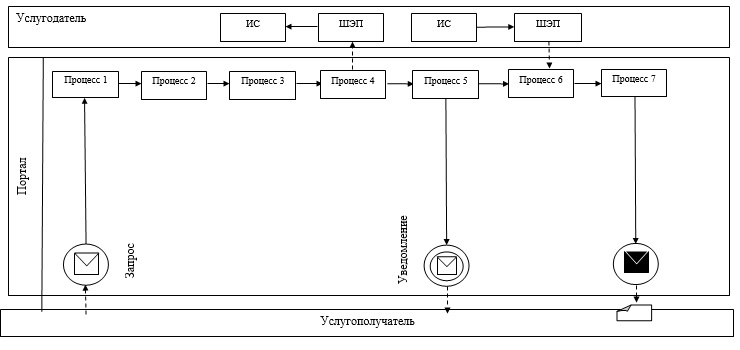 Услугодатель
ИС
ШЭП
ИС
ШЭП
Портал
Процесс 1
Процесс 2
Процесс 3
Процесс 4
Процесс 5
Процесс 6
Процесс 7
Запрос
Уведомление
Услугополучатель